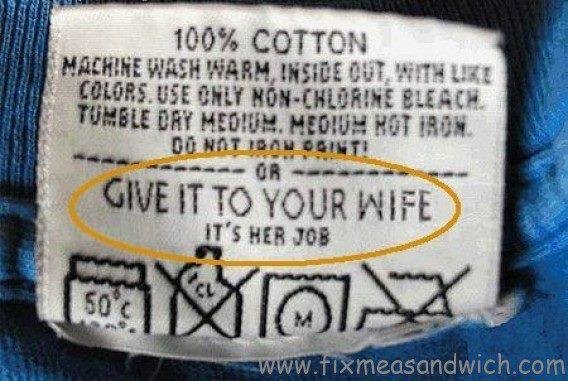 100% COTTON
MACHINE WASH WARM, INSIDE OUT, WITH LIKE
COLORS. USE ONLY NON-CHLORINE BLEACH.
TUMBLE DRY MEDIUM. MEDIUM HOT IRON.
DO NOT IRON PRINT!
OR
GIVE IT TO YOUR WIFE
IT'S HER JOB
50°C
CL
M
www.fixmeasandwich.com